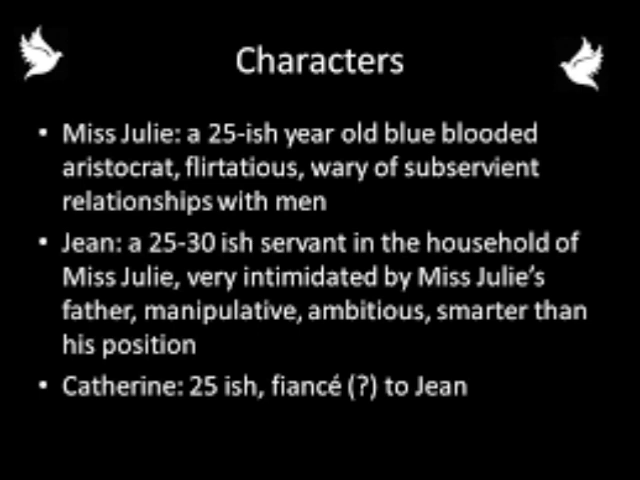 Characters
• Miss Julie: a 25-ish year old blue blooded
aristocrat, flirtatious, wary of subservient
relationships with men
• Jean: a 25-30 ish servant in the household of
Miss Julie, very intimidated by Miss Julie's
father, manipulative, ambitious, smarter than
his position
• Catherine: 25 ish, fiancé (?) to Jean